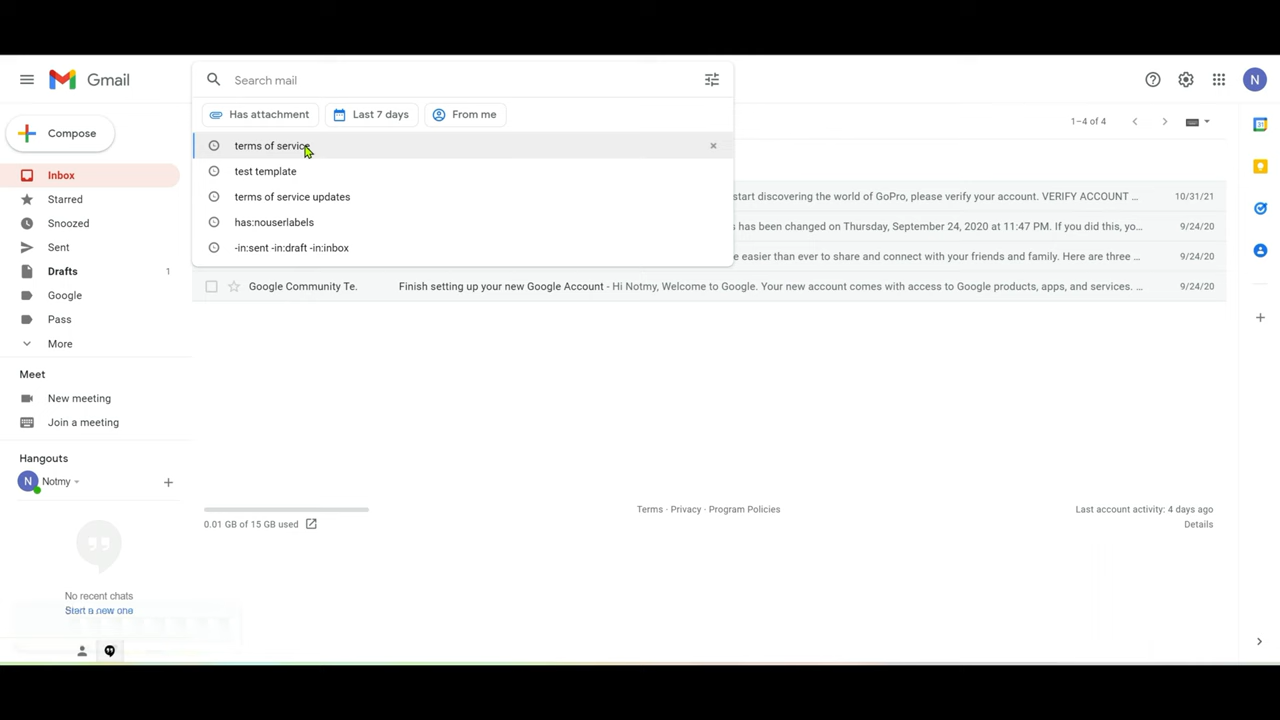 Gmail
Search mail
N
Compose
Has attachment
Last 7 days
From me
1–4 of 4
terms of service
test template
terms of service updates
has:nouserlabels
-in:sent -in:draft -in:inbox
Inbox
Starred
Snoozed
Sent
Drafts 1
Google
Pass
More
start discovering the world of GoPro, please verify your account. VERIFY ACCOUNT ... 10/31/21
has been changed on Thursday, September 24, 2020 at 11:47 PM. If you did this, yo... 9/24/20
easier than ever to share and connect with your friends and family. Here are three ... 9/24/20
Google Community Te. Finish setting up your new Google Account - Hi Notmy, Welcome to Google. Your new account comes with access to Google products, apps, and services. ... 9/24/20
Meet
New meeting
Join a meeting
Hangouts
N Notmy
No recent chats
Start a new one
0.01 GB of 15 GB used
Terms · Privacy · Program Policies
Last account activity: 4 days ago
Details